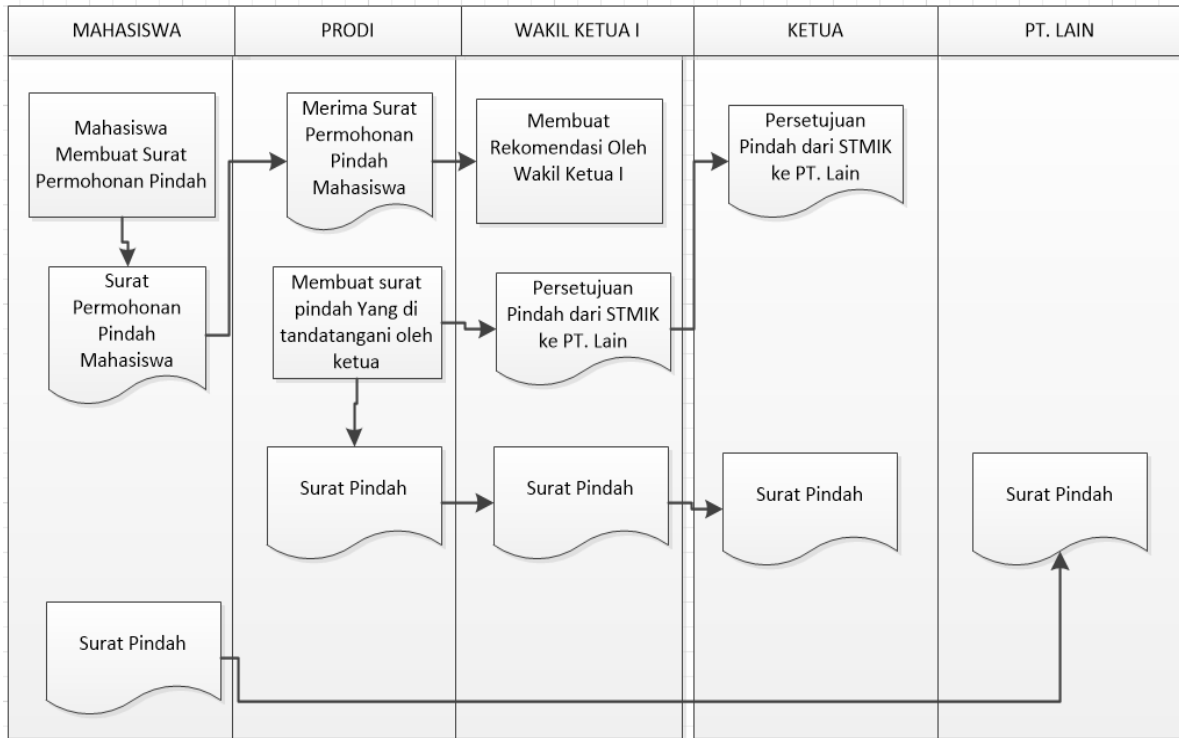 MAHASISWA
PRODI
WAKIL KETUA I
KETUA
PT. LAIN
Mahasiswa
Membuat Surat
Permohonan Pindah
Merima Surat
Permohonan
Pindah
Mahasiswa
Membuat
Rekomendasi Oleh
Wakil Ketua I
Persetujuan
Pindah dari STMIK
ke PT. Lain
Surat
Permohonan
Pindah
Mahasiswa
Membuat surat
pindah Yang di
tandatangani oleh
ketua
Persetujuan
Pindah dari STMIK
ke PT. Lain
Surat Pindah
Surat Pindah
Surat Pindah
Surat Pindah
Surat Pindah